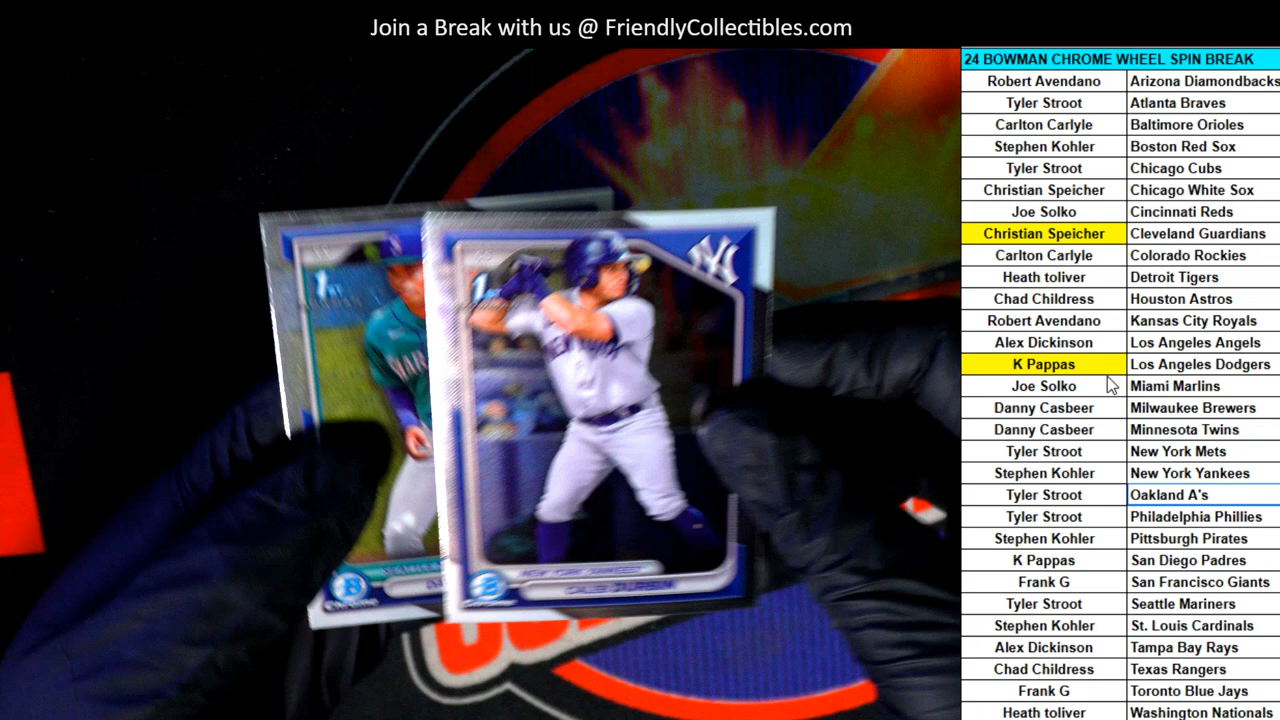 Join a Break with us @ FriendlyCollectibles.com
24 BOWMAN CHROME WHEEL SPIN BREAK
Robert Avendano Arizona Diamondbacks
Tyler Stroot Atlanta Braves
Carlton Carlyle Baltimore Orioles
Stephen Kohler Boston Red Sox
Tyler Stroot Chicago Cubs
Christian Speicher Chicago White Sox
Joe Solko Cincinnati Reds
Christian Speicher Cleveland Guardians
Carlton Carlyle Colorado Rockies
Heath toliver Detroit Tigers
Chad Childress Houston Astros
Robert Avendano Kansas City Royals
Alex Dickinson Los Angeles Angels
K Pappas Los Angeles Dodgers
Joe Solko Miami Marlins
Danny Casbeer Milwaukee Brewers
Danny Casbeer Minnesota Twins
Tyler Stroot New York Mets
Stephen Kohler New York Yankees
Tyler Stroot Oakland A's
Tyler Stroot Philadelphia Phillies
Stephen Kohler Pittsburgh Pirates
K Pappas San Diego Padres
Frank G San Francisco Giants
Tyler Stroot Seattle Mariners
Stephen Kohler St. Louis Cardinals
Alex Dickinson Tampa Bay Rays
Chad Childress Texas Rangers
Frank G Toronto Blue Jays
Heath toliver Washington Nationals
1st
NY
NEW YORK YANKEES
CALEB DURBIN